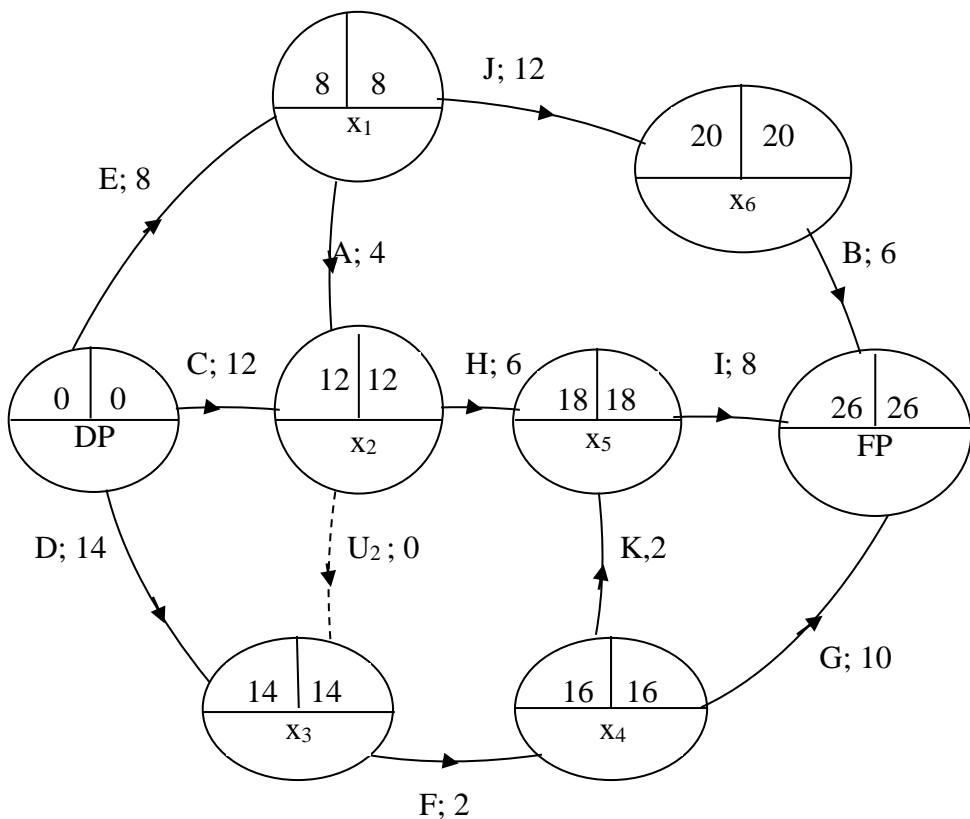 J; 12
8 8
x₁
20 20
x₆
E; 8
A; 4
B; 6
C; 12
H; 6
I; 8
0 0
DP
12 12
x₂
18 18
x₅
26 26
FP
D; 14
U₂ ; 0
K,2
G; 10
14 14
x₃
16 16
x₄
F; 2